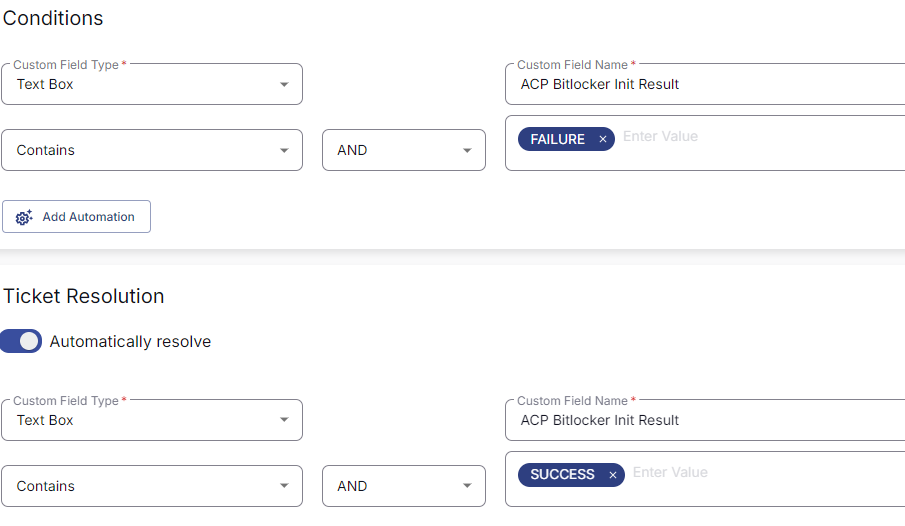 Conditions
Custom Field Type *
Custom Field Name *
Text Box
ACP Bitlocker Init Result
Contains
AND
FAILURE ×
Enter Value
Add Automation
Ticket Resolution
Automatically resolve
Custom Field Type *
Custom Field Name *
Text Box
ACP Bitlocker Init Result
Contains
AND
SUCCESS ×
Enter Value